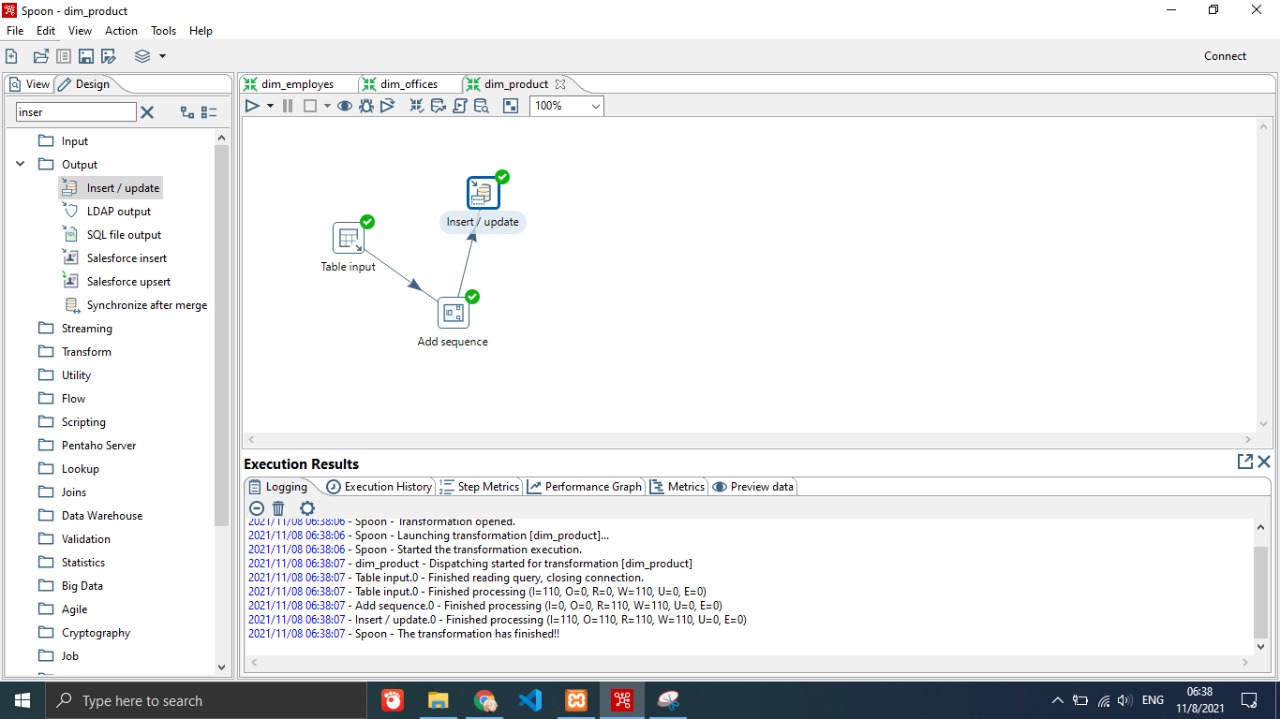 Spoon - dim_product
File Edit View Action Tools Help
Connect
View Design
inser
Input
Output
Insert / update
LDAP output
SQL file output
Salesforce insert
Salesforce upsert
Synchronize after merge
Streaming
Transform
Utility
Flow
Scripting
Pentaho Server
Lookup
Joins
Data Warehouse
Validation
Statistics
Big Data
Agile
Cryptography
Job
dim_employes dim_offices dim_product
100%
Insert / update
Table input
Add sequence
Execution Results
Logging Execution History Step Metrics Performance Graph Metrics Preview data
2021/11/08 06:38:06 - Spoon - Transformation opened.
2021/11/08 06:38:06 - Spoon - Launching transformation [dim_product]...
2021/11/08 06:38:06 - Spoon - Started the transformation execution.
2021/11/08 06:38:07 - dim_product - Dispatching started for transformation [dim_product]
2021/11/08 06:38:07 - Table input.0 - Finished reading query, closing connection.
2021/11/08 06:38:07 - Table input.0 - Finished processing (I=110, O=0, R=0, W=110, U=0, E=0)
2021/11/08 06:38:07 - Add sequence.0 - Finished processing (I=0, O=0, R=110, W=110, U=0, E=0)
2021/11/08 06:38:07 - Insert / update.0 - Finished processing (I=110, O=110, R=110, W=110, U=0, E=0)
2021/11/08 06:38:07 - Spoon - The transformation has finished!!
Type here to search
ENG
06:38
11/8/2021